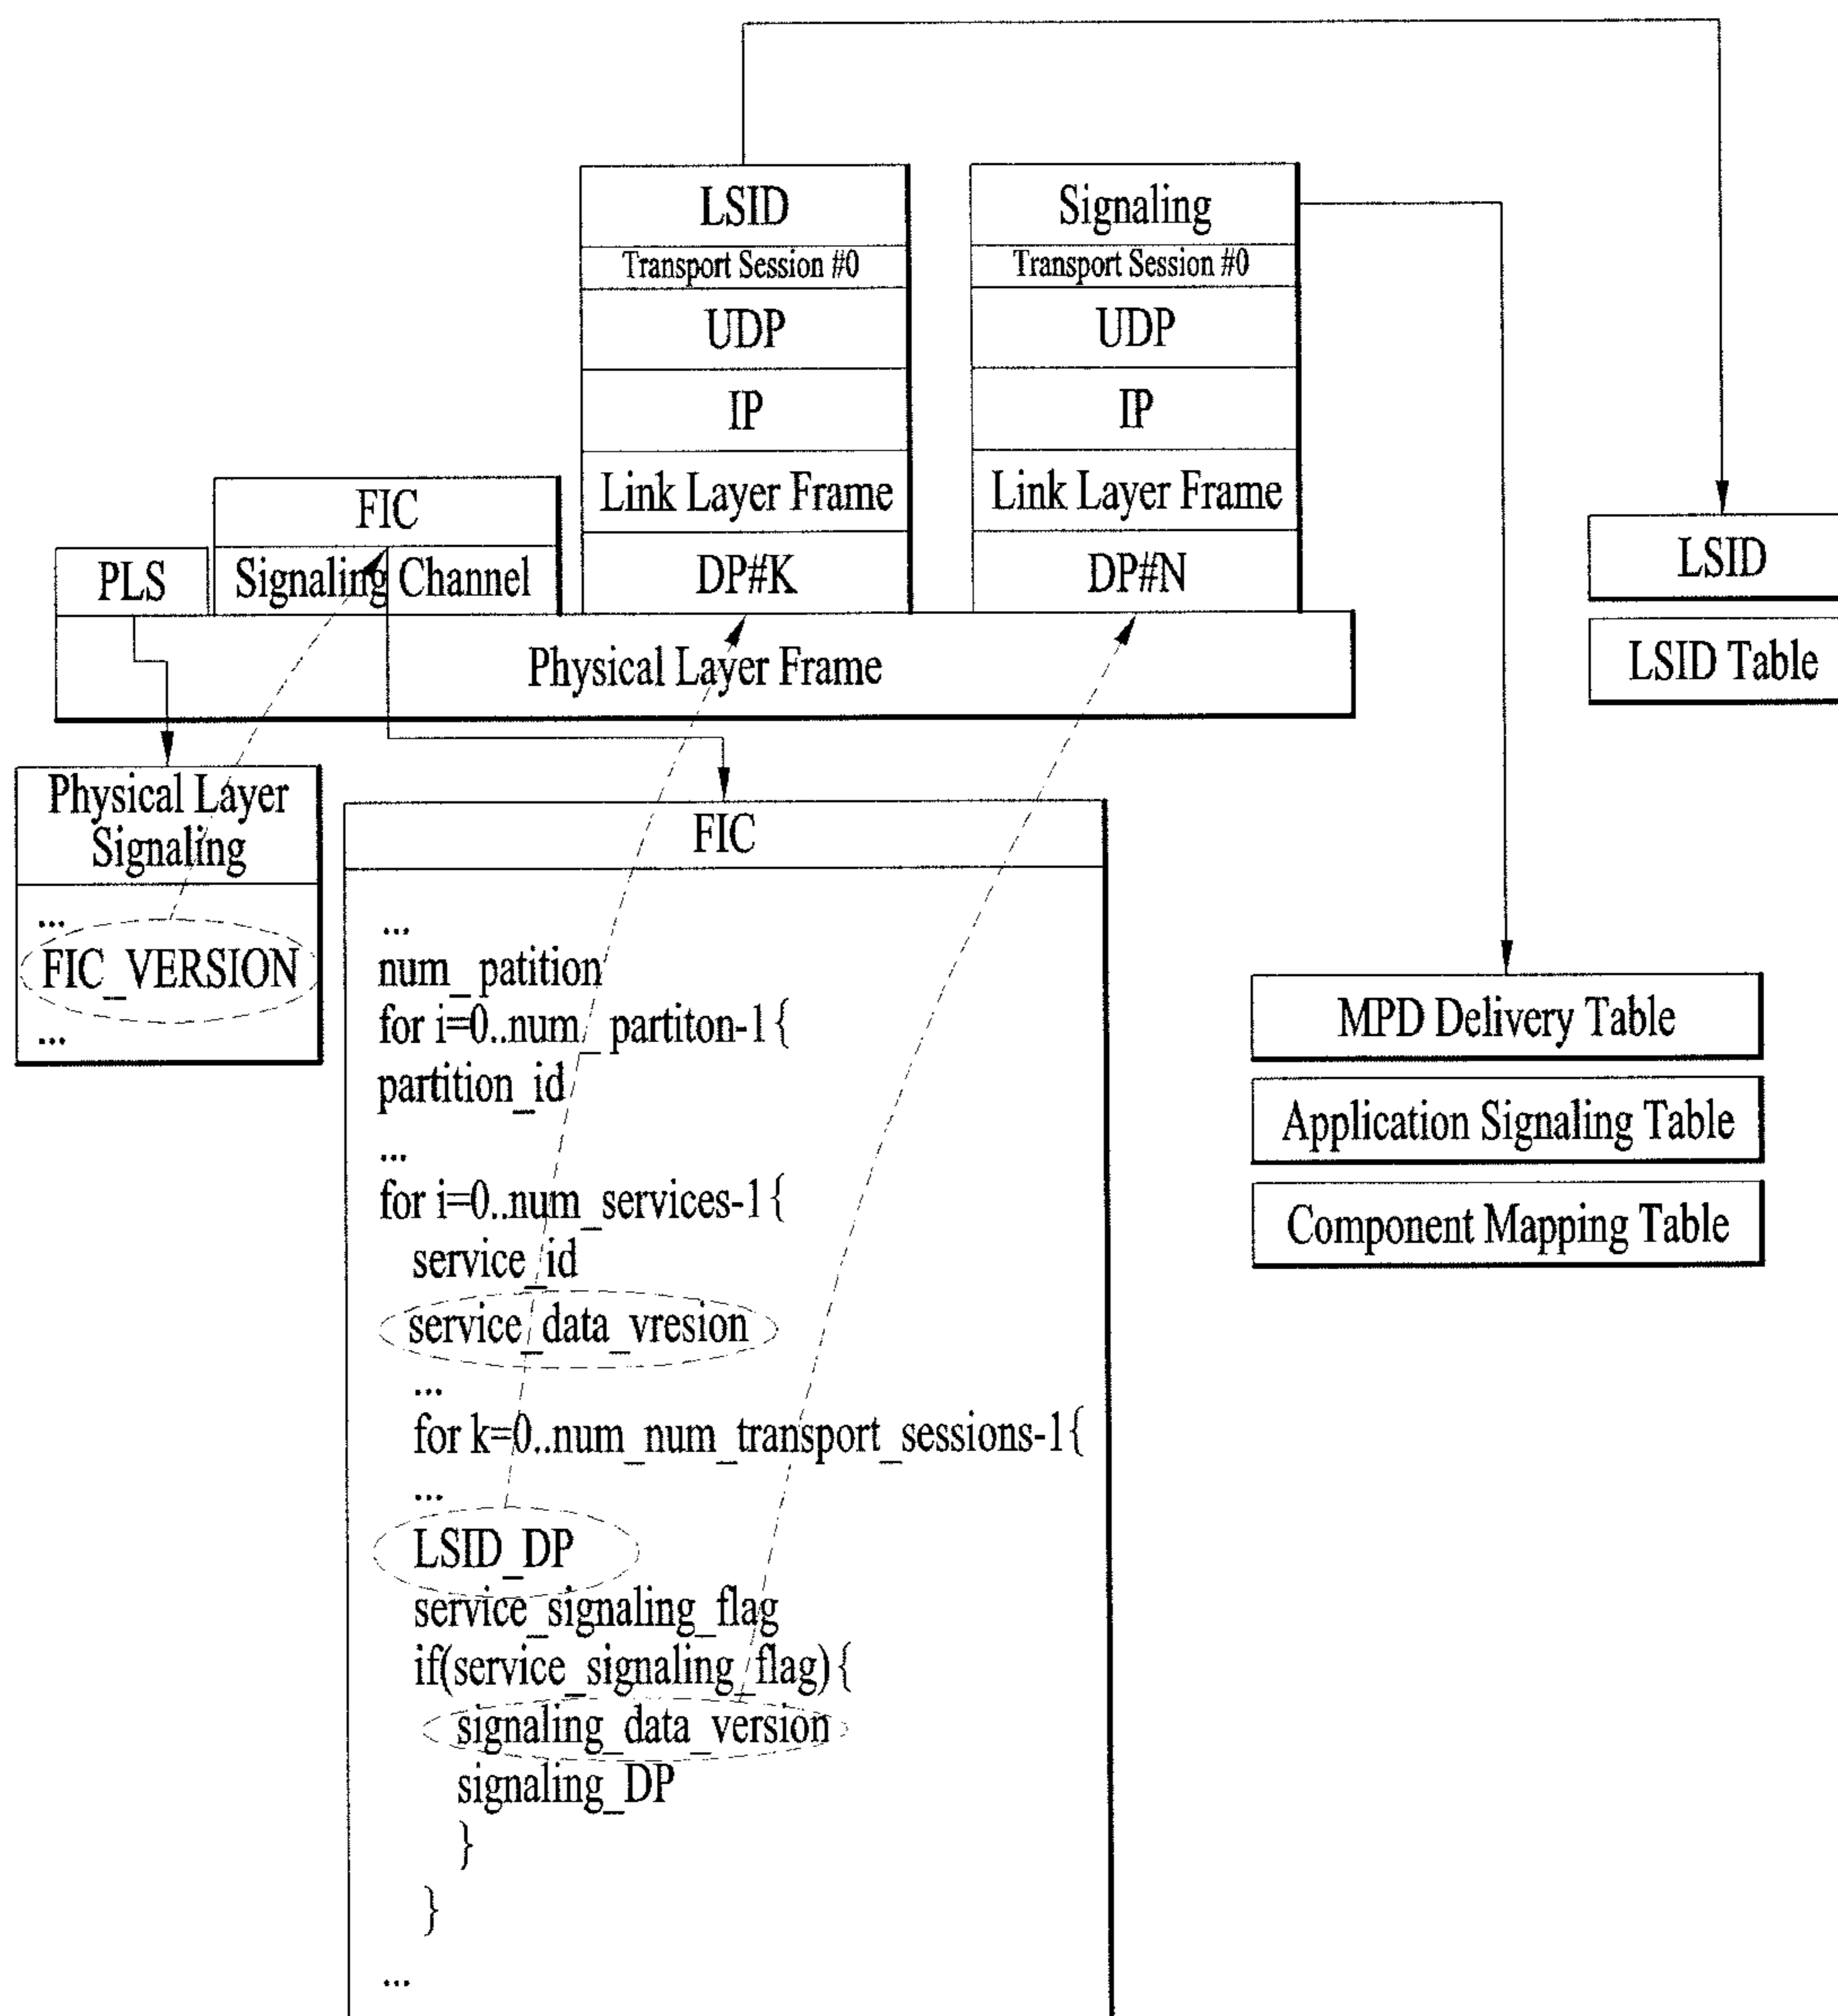 LSID
Transport Session #0
UDP
IP
Link Layer Frame
DP#K
Signaling
Transport Session #0
UDP
IP
Link Layer Frame
DP#N
FIC
Signaling Channel
PLS
Physical Layer Frame
LSID
LSID Table
Physical Layer
Signaling
...
FIC_VERSION
...
FIC
...
num_patition
for i=0..num_partiton-1{
partition_id
...
for i=0..num_services-1{
service_id
service_data_vresion
...
for k=0..num_num_transport_sessions-1{
...
LSID_DP
service_signaling_flag
if(service_signaling_flag){
signaling_data_version
signaling_DP
}
}
...
MPD Delivery Table
Application Signaling Table
Component Mapping Table